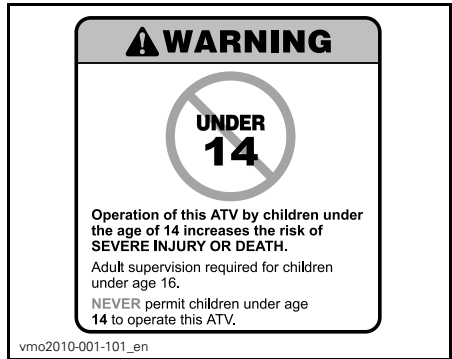 WARNING
UNDER
14
Operation of this ATV by children under
the age of 14 increases the risk of
SEVERE INJURY OR DEATH.
Adult supervision required for children
under age 16.
NEVER permit children under age
14 to operate this ATV.
vmo2010-001-101_en